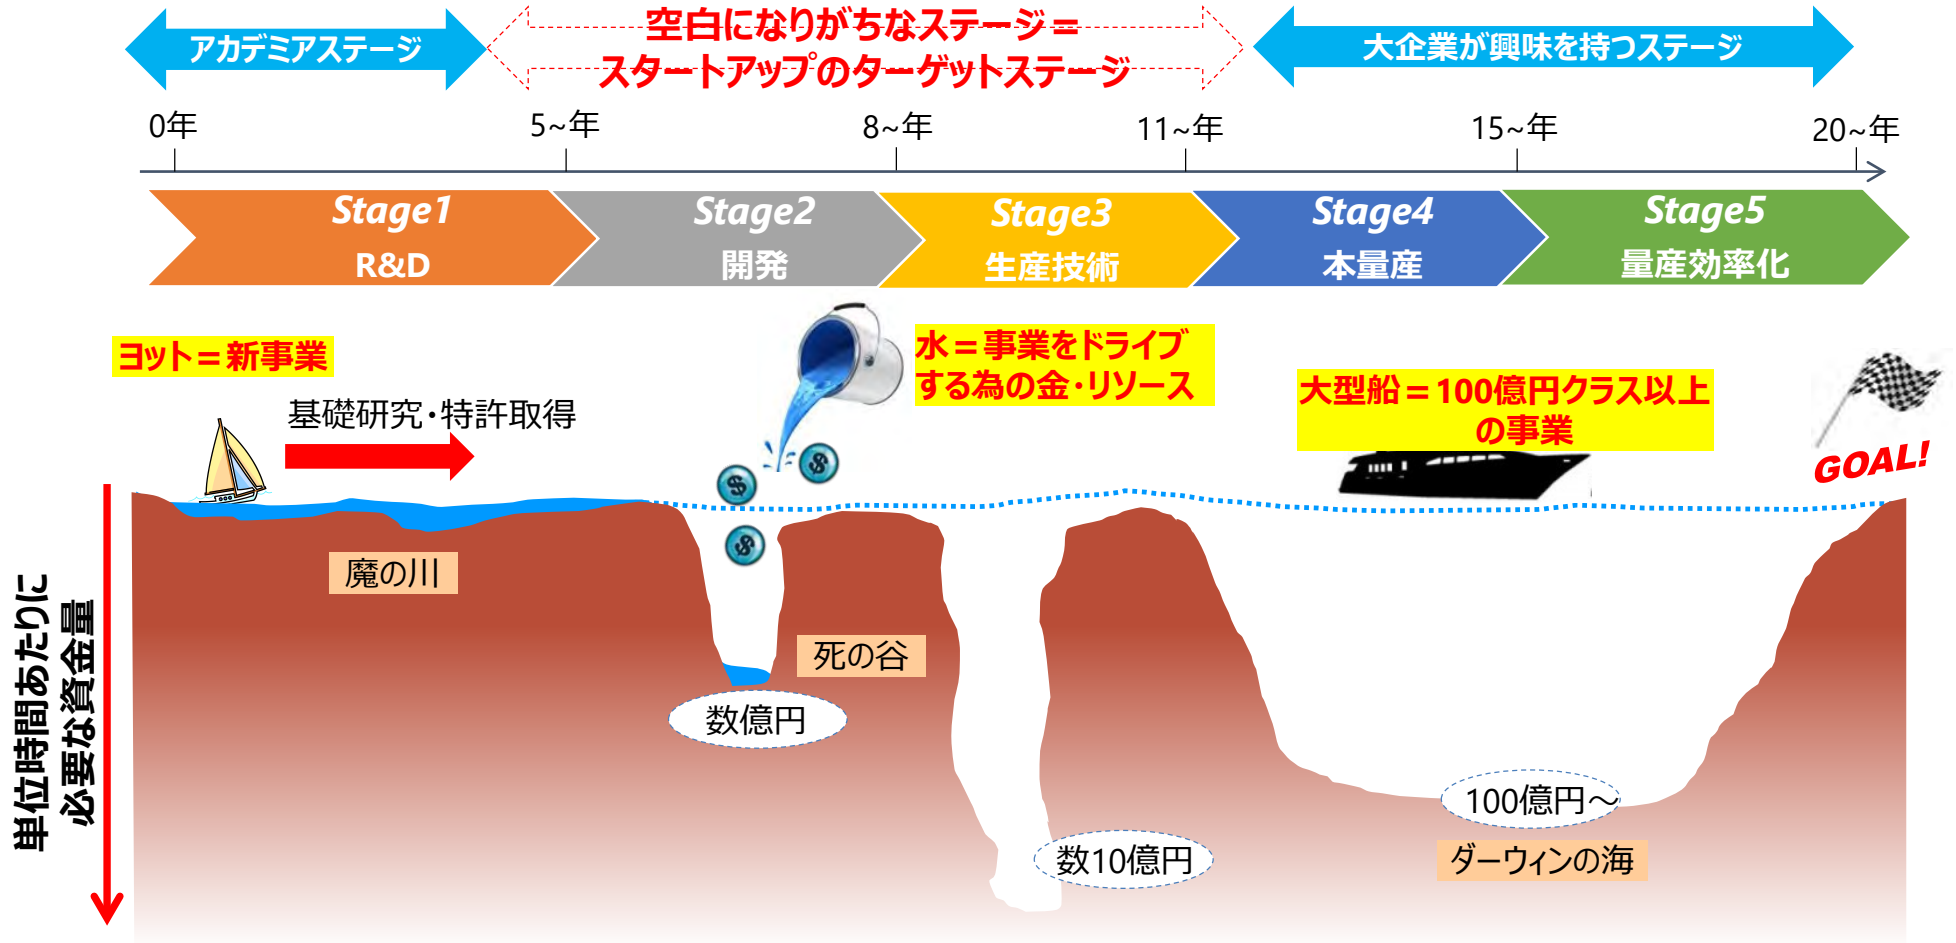 アカデミアステージ
空白になりがちなステージ＝
スタートアップのターゲットステージ
大企業が興味を持つステージ
0年
5~年
8~年
11~年
15~年
20~年
Stage1
R&D
Stage2
開発
Stage3
生産技術
Stage4
本量産
Stage5
量産効率化
ヨット＝新事業
基礎研究・特許取得
水＝事業をドライブ
する為の金・リソース
大型船＝100億円クラス以上
の事業
GOAL!
$
$
$
魔の川
死の谷
数億円
数10億円
100億円～
ダーウィンの海
単位時間あたりに
必要な資金量